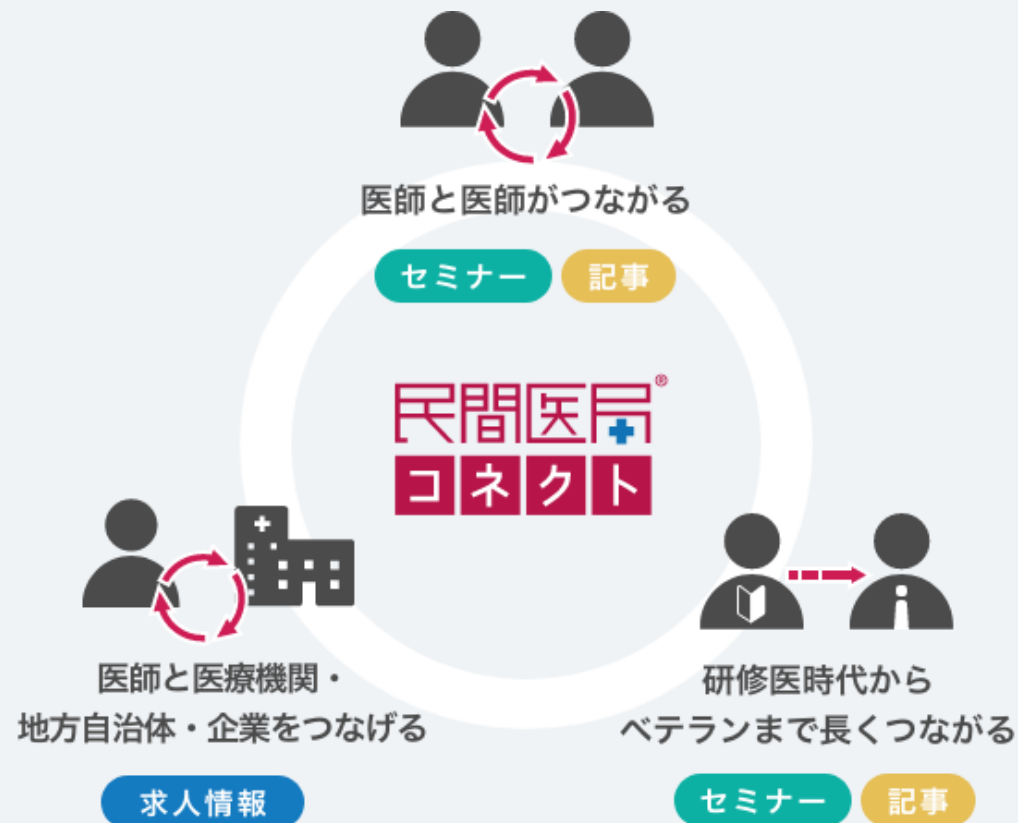 医師と医師がつながる
セミナー 記事
民間医局®
コネクト
医師と医療機関・
地方自治体・企業をつなげる
求人情報
研修医時代から
ベテランまで長くつながる
セミナー 記事